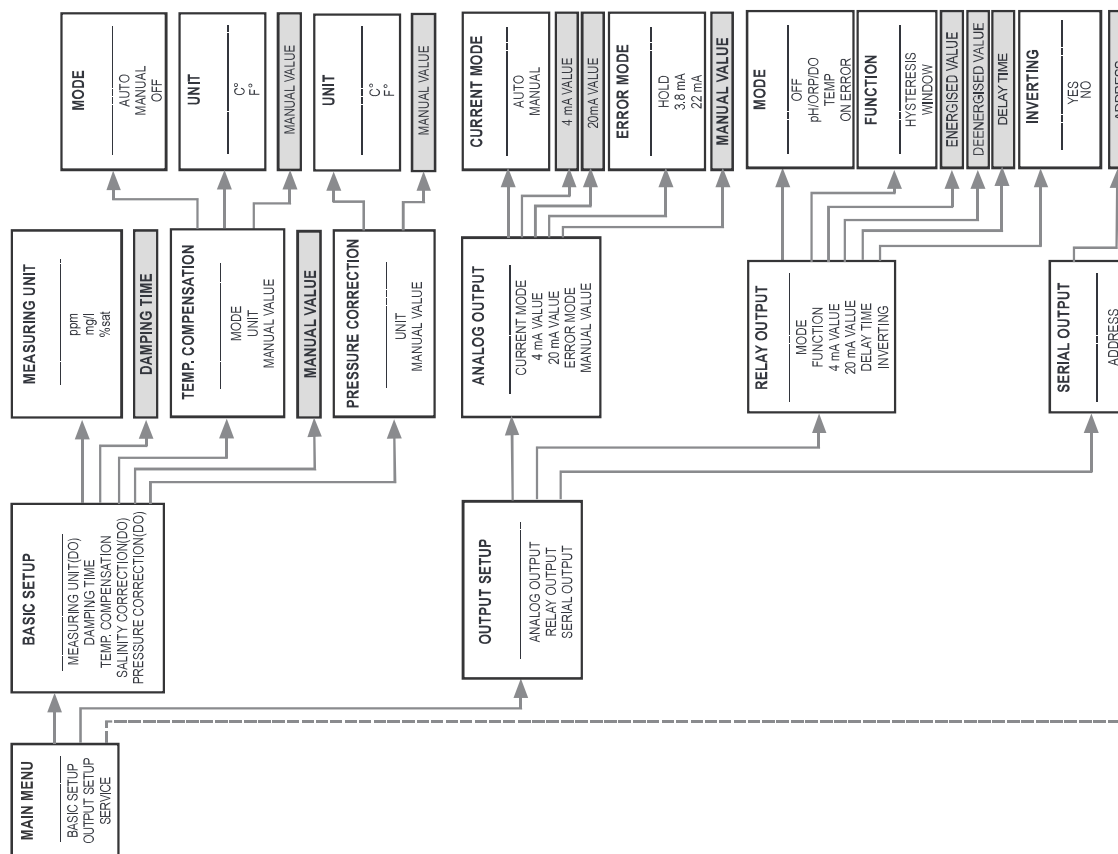 MAIN MENU
BASIC SETUP
OUTPUT SETUP
SERVICE
BASIC SETUP
MEASURING UNIT(DO)
DAMPING TIME
TEMP. COMPENSATION
SALINITY CORRECTION(DO)
PRESSURE CORRECTION(DO)
MEASURING UNIT
ppm
mg/l
%sat
DAMPING TIME
TEMP. COMPENSATION
MODE
UNIT
MANUAL VALUE
MANUAL VALUE
PRESSURE CORRECTION
UNIT
MANUAL VALUE
MODE
AUTO
MANUAL
OFF
UNIT
C°
F°
MANUAL VALUE
UNIT
C°
F°
MANUAL VALUE
OUTPUT SETUP
ANALOG OUTPUT
RELAY OUTPUT
SERIAL OUTPUT
ANALOG OUTPUT
CURRENT MODE
4 mA VALUE
20 mA VALUE
ERROR MODE
MANUAL VALUE
CURRENT MODE
AUTO
MANUAL
4 mA VALUE
20mA VALUE
ERROR MODE
HOLD
3.8 mA
22 mA
MANUAL VALUE
RELAY OUTPUT
MODE
FUNCTION
4 mA VALUE
20 mA VALUE
DELAY TIME
INVERTING
MODE
OFF
pH/ORP/DO
TEMP
ON ERROR
FUNCTION
HYSTERESIS
WINDOW
ENERGISED VALUE
DEENERGISED VALUE
DELAY TIME
INVERTING
YES
NO
SERIAL OUTPUT
ADDRESS
ADDRESS